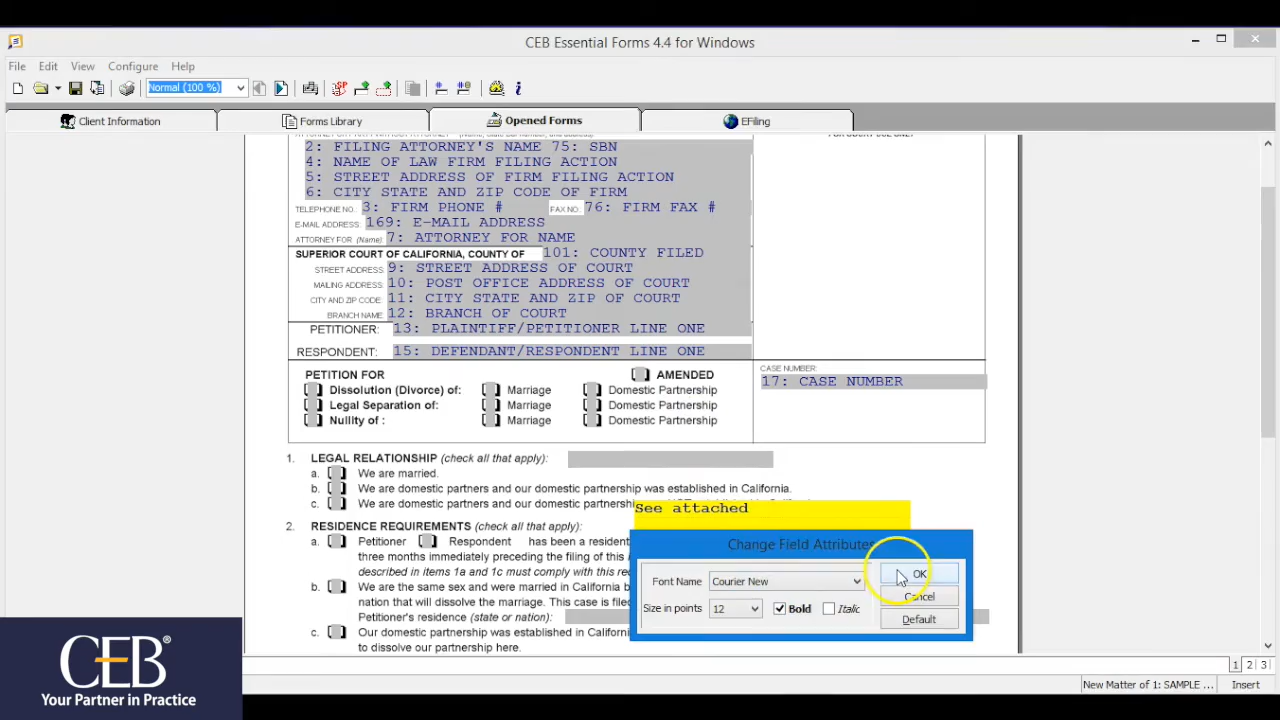 CEB Essential Forms 4.4 for Windows
File Edit View Configure Help
Normal (100 %)
Client Information Forms Library Opened Forms EFiling
2: FILING ATTORNEY'S NAME 75: SBN
4: NAME OF LAW FIRM FILING ACTION
5: STREET ADDRESS OF FIRM FILING ACTION
6: CITY STATE AND ZIP CODE OF FIRM
TELEPHONE NO.: 3: FIRM PHONE # FAX NO.: 76: FIRM FAX #
E-MAIL ADDRESS: 169: E-MAIL ADDRESS
ATTORNEY FOR (Name): 7: ATTORNEY FOR NAME
SUPERIOR COURT OF CALIFORNIA, COUNTY OF 101: COUNTY FILED
STREET ADDRESS: 9: STREET ADDRESS OF COURT
MAILING ADDRESS: 10: POST OFFICE ADDRESS OF COURT
CITY AND ZIP CODE: 11: CITY STATE AND ZIP OF COURT
BRANCH NAME: 12: BRANCH OF COURT
PETITIONER: 13: PLAINTIFF/PETITIONER LINE ONE
RESPONDENT: 15: DEFENDANT/RESPONDENT LINE ONE
PETITION FOR AMENDED
CASE NUMBER:
17: CASE NUMBER
Dissolution (Divorce) of: Marriage Domestic Partnership
Legal Separation of: Marriage Domestic Partnership
Nullity of : Marriage Domestic Partnership
1. LEGAL RELATIONSHIP (check all that apply):
a. We are married.
b. We are domestic partners and our domestic partnership was established in California.
c. We are domestic partners and our domestic partnership
See attached
2. RESIDENCE REQUIREMENTS (check all that apply):
a. Petitioner Respondent has been a resident
three months immediately preceding the filing of this
described in items 1a and 1c must comply with this
b. We are the same sex and were married in California
nation that will dissolve the marriage. This case is filed
Petitioner's residence (state or nation):
c. Our domestic partnership was established in California
to dissolve our partnership here.
Change Field Attributes
Font Name Courier New OK
Cancel
Size in points 12 Bold Italic
Default
1 2 3
New Matter of 1: SAMPLE ... Insert
CEB®
Your Partner in Practice